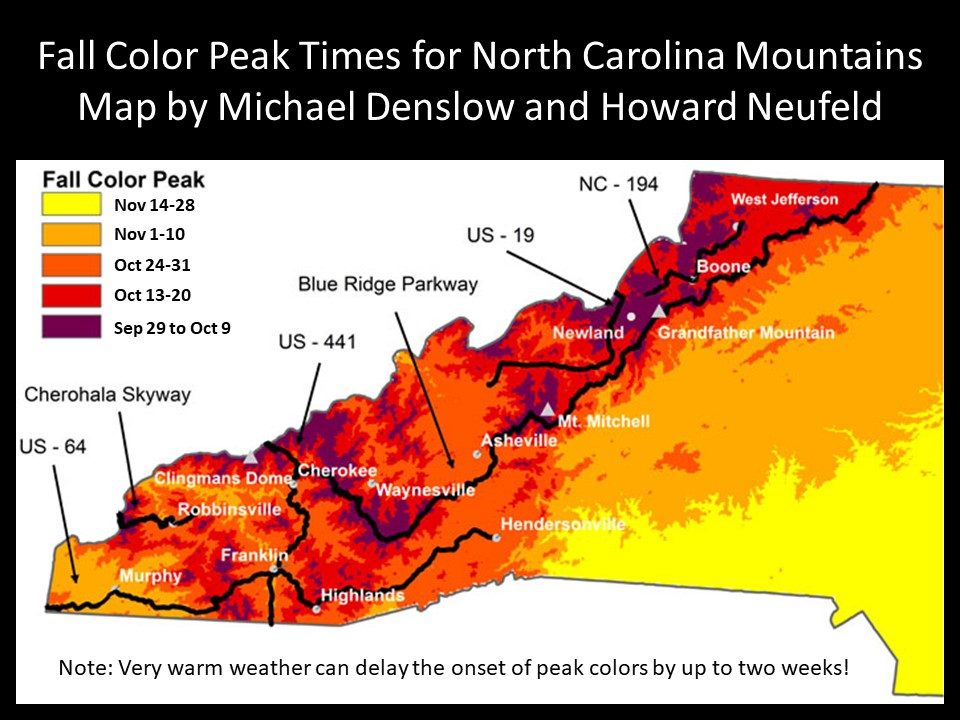 Fall Color Peak Times for North Carolina Mountains
Map by Michael Denslow and Howard Neufeld
Fall Color Peak
Nov 14-28
Nov 1-10
Oct 24-31
Oct 13-20
Sep 29 to Oct 9
NC - 194
West Jefferson
US - 19
Boone
Blue Ridge Parkway
Newland
Grandfather Mountain
US - 441
Cherohala Skyway
Mt. Mitchell
US - 64
Asheville
Clingmans Dome
Cherokee
Waynesville
Robbinsville
Hendersonville
Franklin
Murphy
Highlands
Note: Very warm weather can delay the onset of peak colors by up to two weeks!